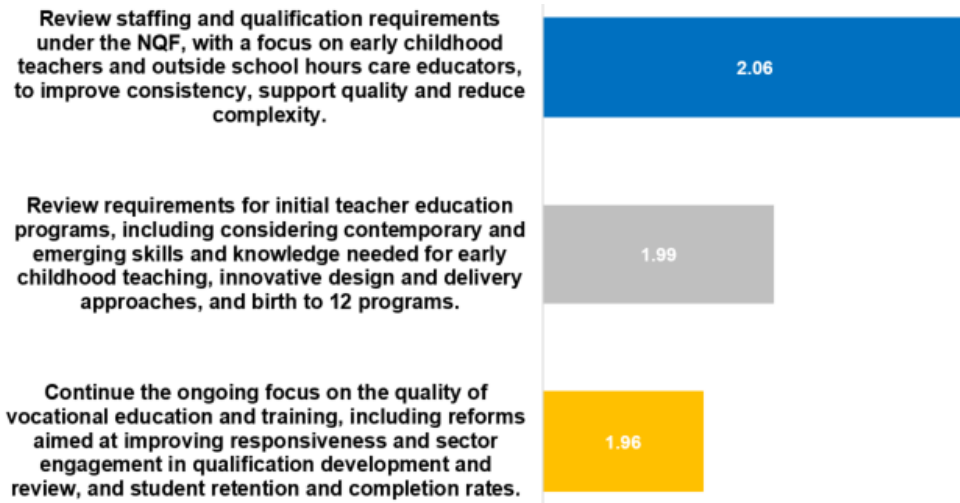 Review staffing and qualification requirements
under the NQF, with a focus on early childhood
teachers and outside school hours care educators,
to improve consistency, support quality and reduce
complexity.
2.06
Review requirements for initial teacher education
programs, including considering contemporary and
emerging skills and knowledge needed for early
childhood teaching, innovative design and delivery
approaches, and birth to 12 programs.
1.99
Continue the ongoing focus on the quality of
vocational education and training, including reforms
aimed at improving responsiveness and sector
engagement in qualification development and
review, and student retention and completion rates.
1.96